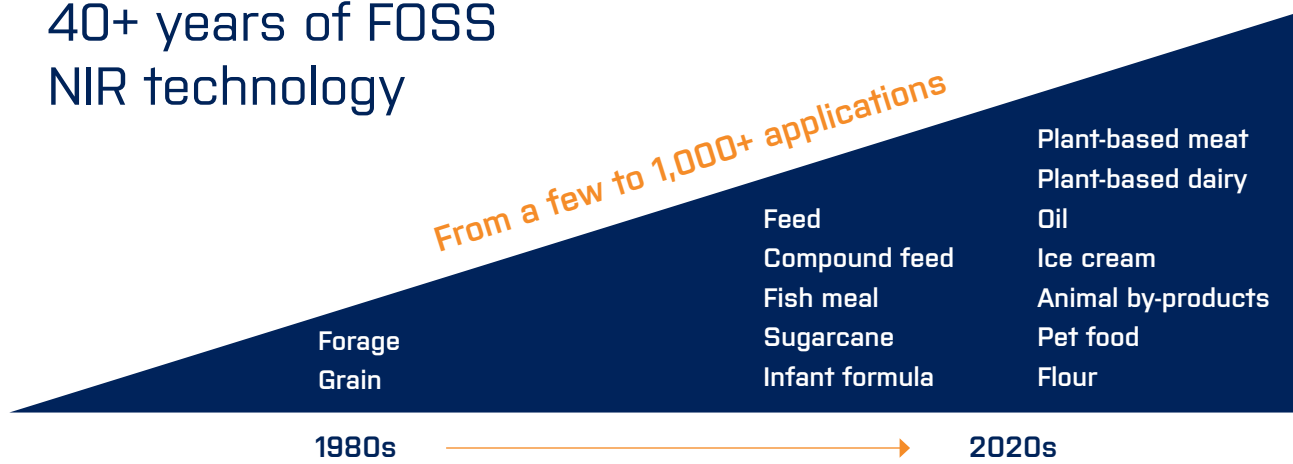 40+ years of FOSS
NIR technology
From a few to 1,000+ applications
Forage
Grain
Feed
Compound feed
Fish meal
Sugarcane
Infant formula
Plant-based meat
Plant-based dairy
Oil
Ice cream
Animal by-products
Pet food
Flour
1980s
2020s